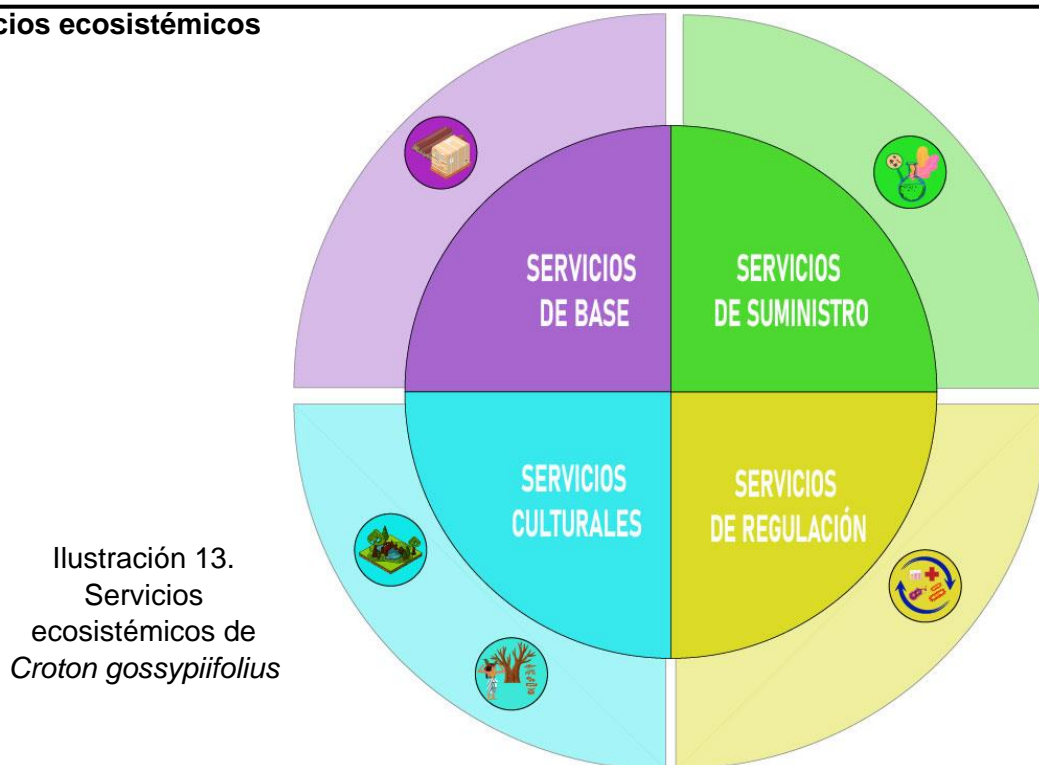 cios ecosistémicos
SERVICIOS
DE BASE
SERVICIOS
DE SUMINISTRO
SERVICIOS
CULTURALES
SERVICIOS
DE REGULACIÓN
Ilustración 13.
Servicios
ecosistémicos de
Croton gossypiifolius